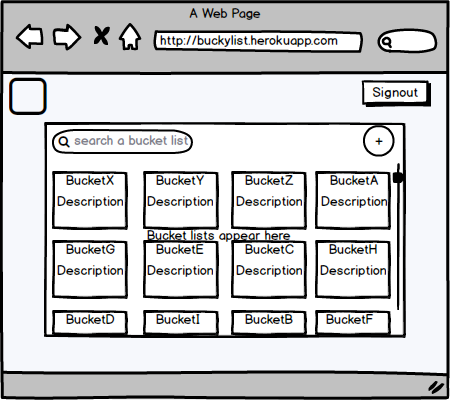 A Web Page
http://buckylist.herokuapp.com
Signout
search a bucket list
+
BucketX BucketY BucketZ BucketA
Description Description Description Description
Bucket lists appear here
BucketG BucketE BucketC BucketH
Description Description Description Description
BucketD BucketI BucketB BucketF